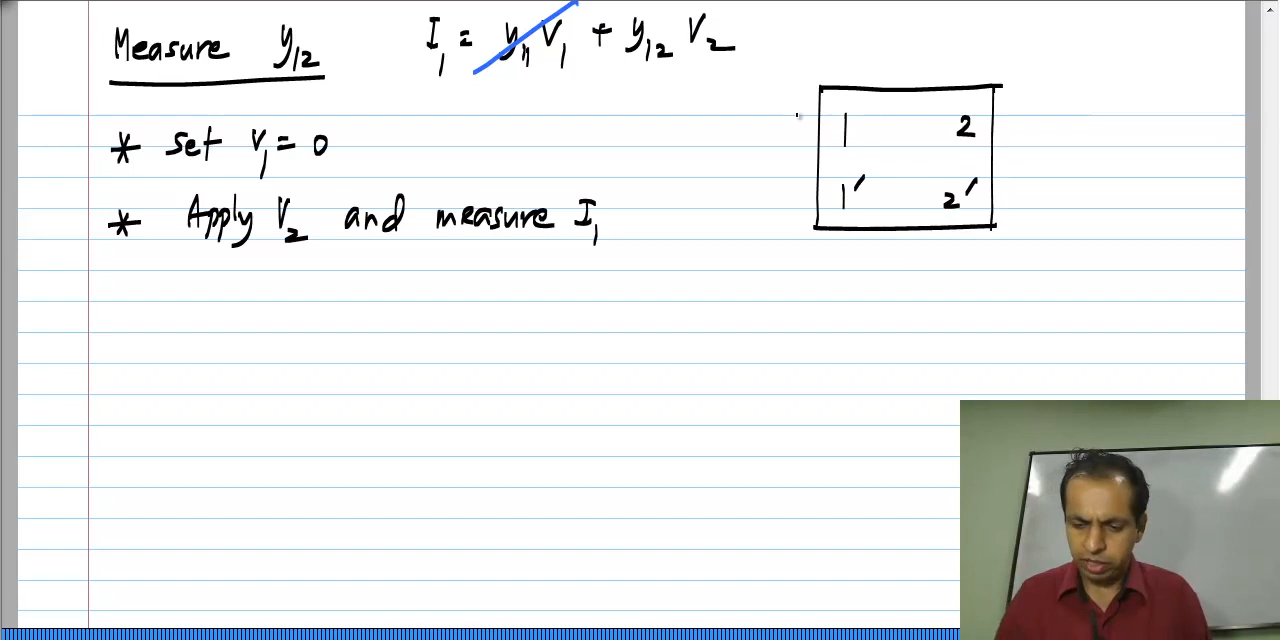 Measure y₁₂ I₁ = y₁₁ V₁ + y₁₂ V₂
* set V₁ = 0
* Apply V₂ and measure I₁
1 2
1′ 2′